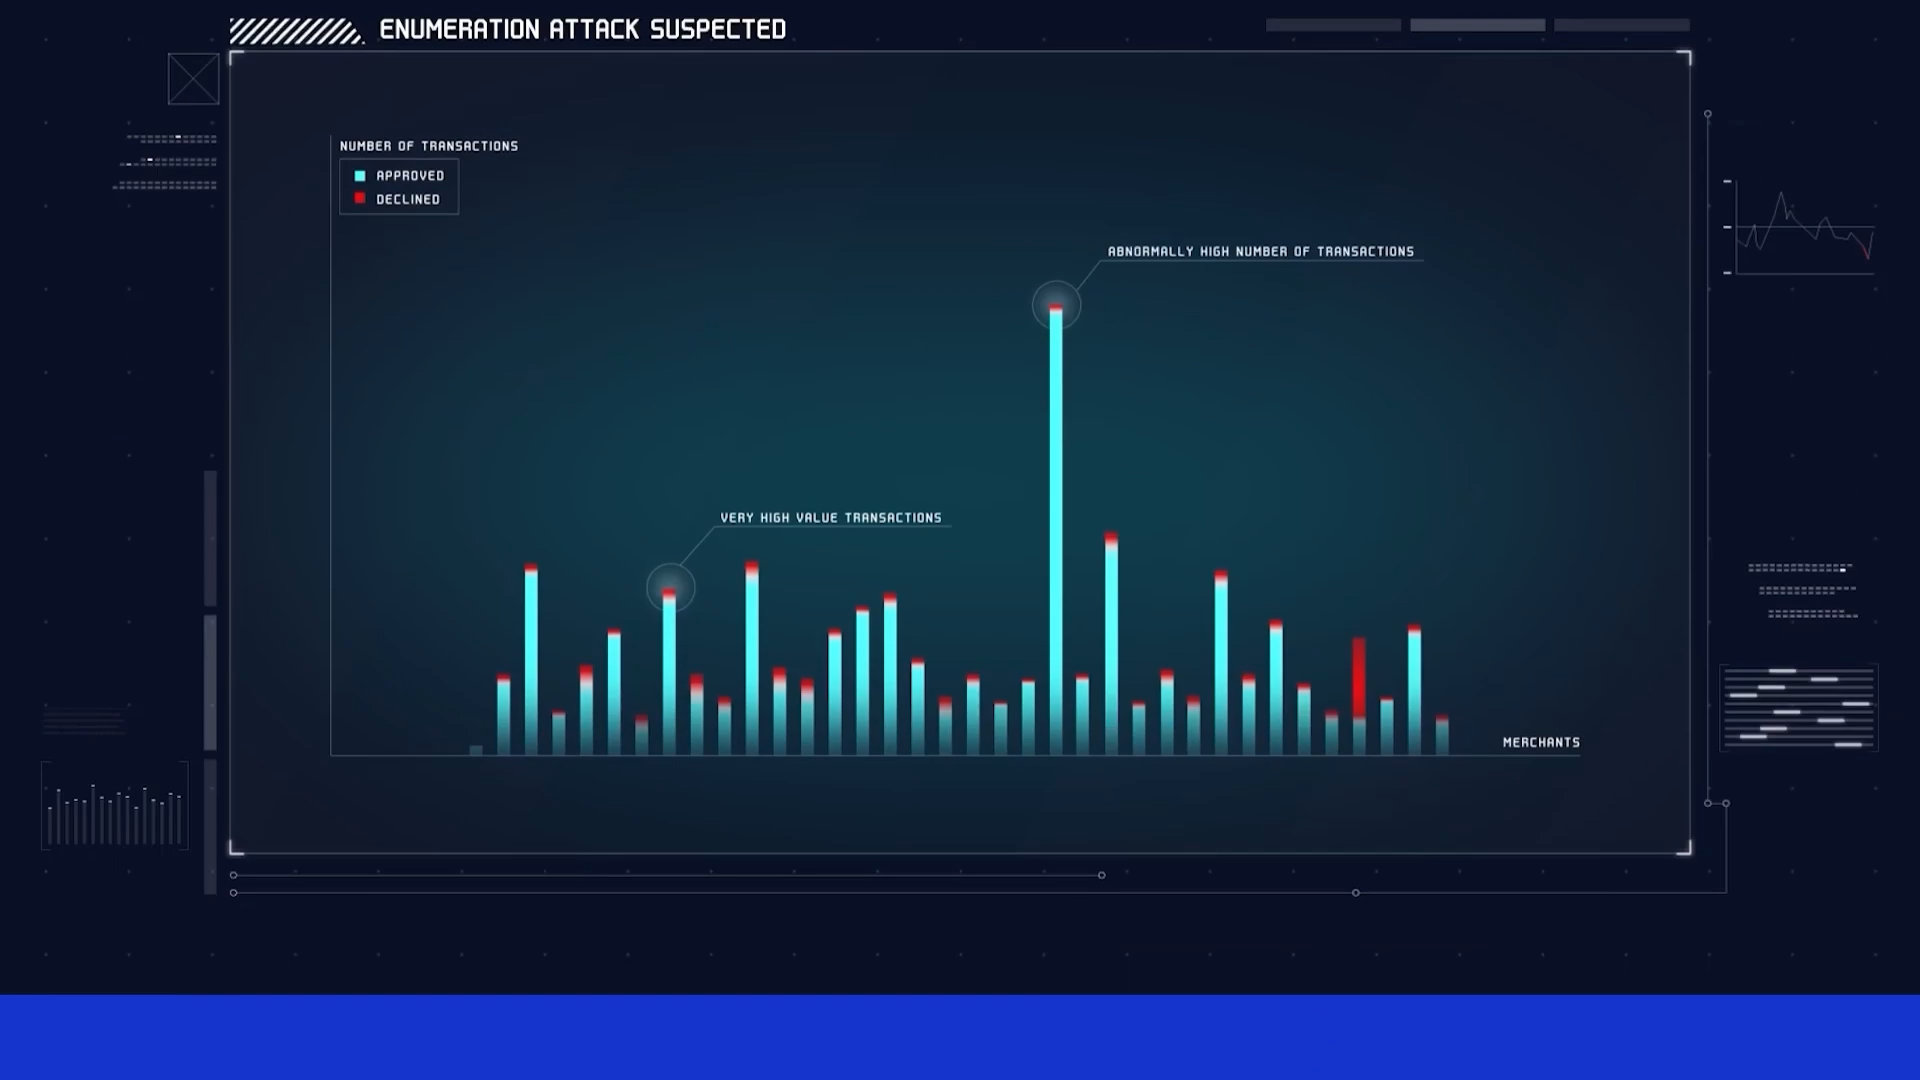 ENUMERATION ATTACK SUSPECTED
NUMBER OF TRANSACTIONS
APPROVED
DECLINED
ABNORMALLY HIGH NUMBER OF TRANSACTIONS
VERY HIGH VALUE TRANSACTIONS
MERCHANTS